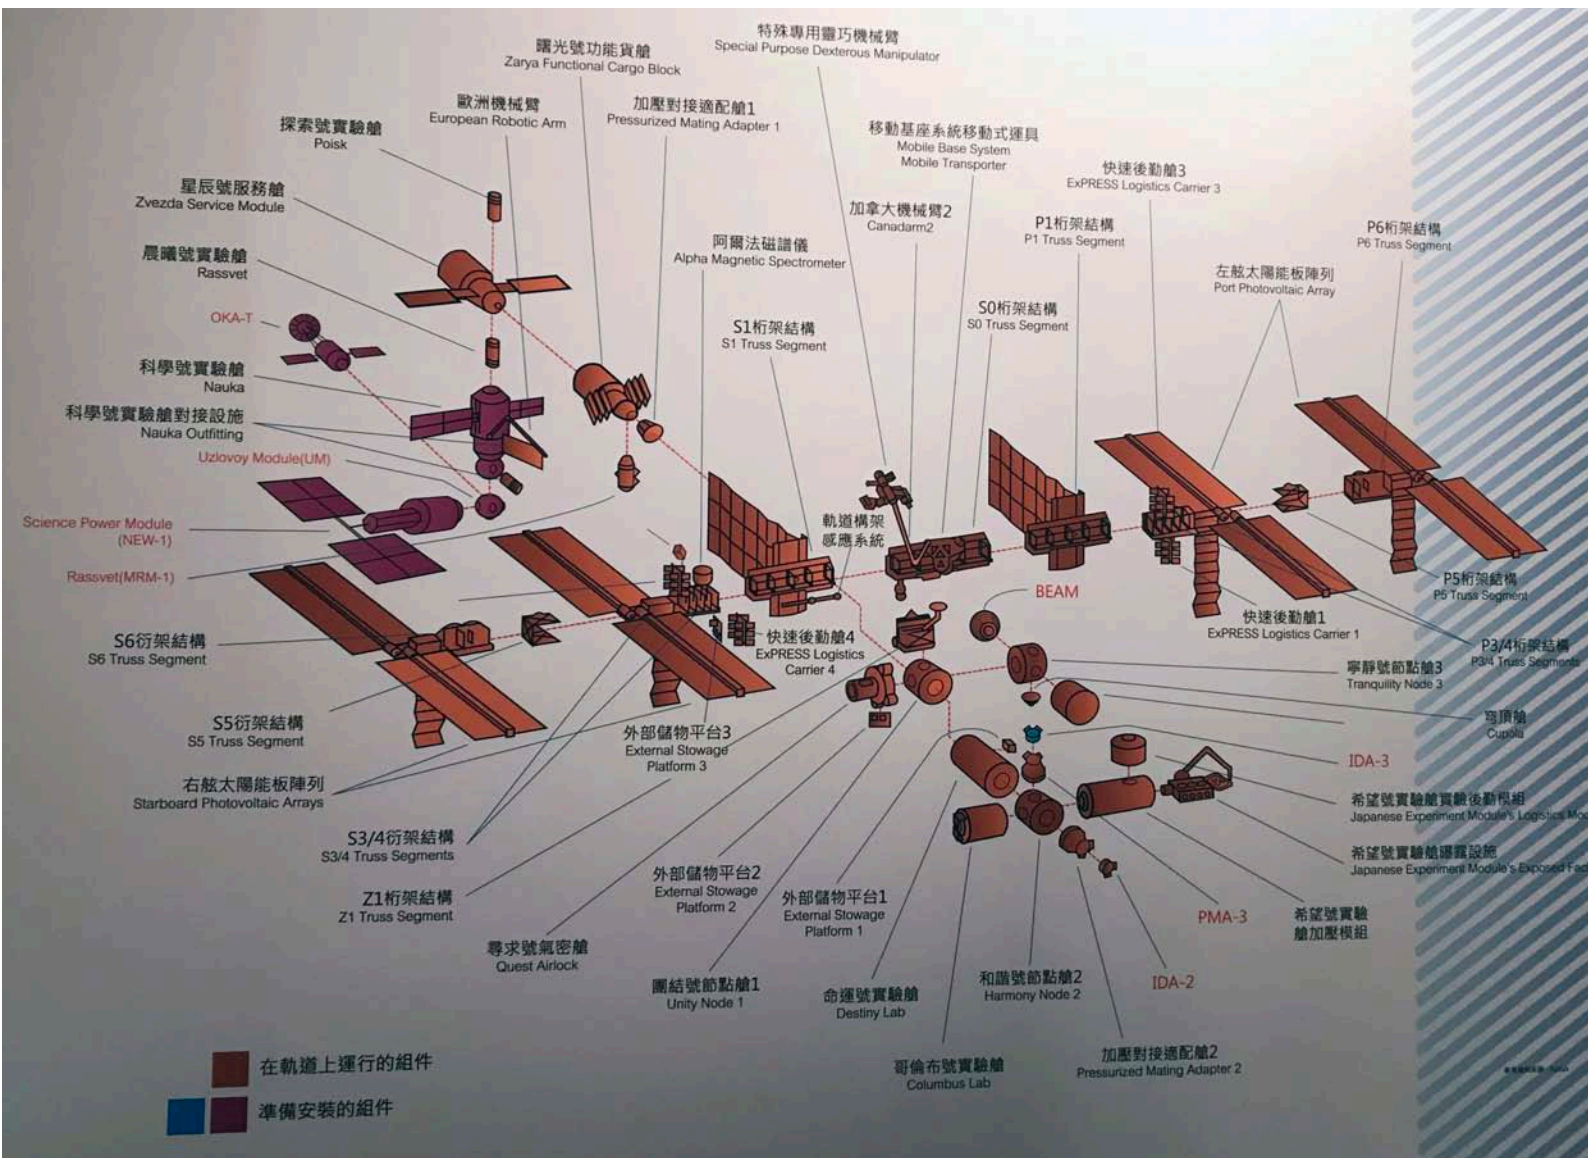 特殊專用靈巧機械臂
Special Purpose Dexterous Manipulator
曙光號功能貨艙
Zarya Functional Cargo Block
歐洲機械臂
European Robotic Arm
加壓對接適配艙1
Pressurized Mating Adapter 1
探索號實驗艙
Poisk
移動基座系統移動式運具
Mobile Base System
Mobile Transporter
快速後勤艙3
ExPRESS Logistics Carrier 3
星辰號服務艙
Zvezda Service Module
加拿大機械臂2
Canadarm2
P1桁架結構
P1 Truss Segment
P6桁架結構
P6 Truss Segment
阿爾法磁譜儀
Alpha Magnetic Spectrometer
晨曦號實驗艙
Rassvet
左舷太陽能板陣列
Port Photovoltaic Array
OKA-T
S1桁架結構
S1 Truss Segment
S0桁架結構
S0 Truss Segment
科學號實驗艙
Nauka
科學號實驗艙對接設施
Nauka Outfitting
Uzlovoy Module(UM)
Science Power Module
(NEW-1)
軌道構架
感應系統
Rassvet(MRM-1)
BEAM
P5桁架結構
P5 Truss Segment
快速後勤艙1
ExPRESS Logistics Carrier 1
S6衍架結構
S6 Truss Segment
快速後勤艙4
ExPRESS Logistics
Carrier 4
P3/4桁架結構
P3/4 Truss Segments
寧靜號節點艙3
Tranquility Node 3
S5衍架結構
S5 Truss Segment
外部儲物平台3
External Stowage
Platform 3
穹頂艙
Cupola
IDA-3
右舷太陽能板陣列
Starboard Photovoltaic Arrays
希望號實驗艙實驗後勤模組
Japanese Experiment Module's Logistics Mod
S3/4衍架結構
S3/4 Truss Segments
希望號實驗艙曝露設施
Japanese Experiment Module's Exposed Faci
外部儲物平台2
External Stowage
Platform 2
外部儲物平台1
External Stowage
Platform 1
Z1桁架結構
Z1 Truss Segment
PMA-3
希望號實驗
艙加壓模組
尋求號氣密艙
Quest Airlock
團結號節點艙1
Unity Node 1
命運號實驗艙
Destiny Lab
和諧號節點艙2
Harmony Node 2
IDA-2
哥倫布號實驗艙
Columbus Lab
加壓對接適配艙2
Pressurized Mating Adapter 2
在軌道上運行的組件
準備安裝的組件